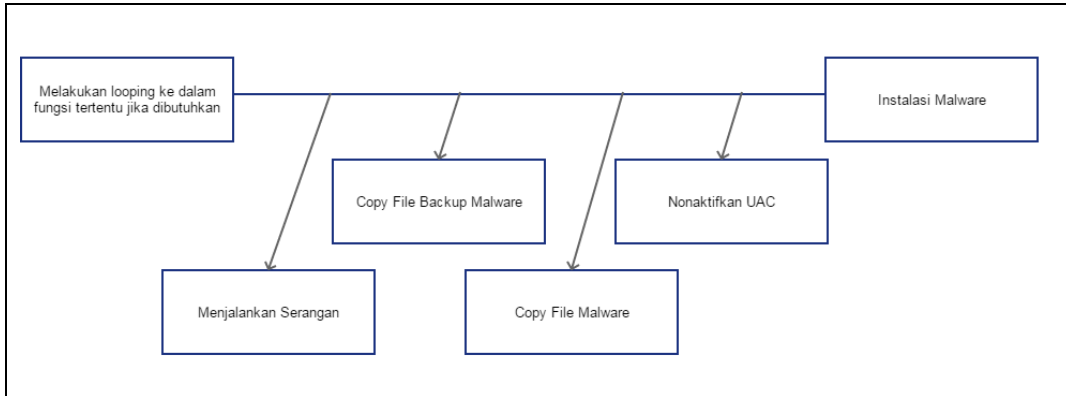 Melakukan looping ke dalam
fungsi tertentu jika dibutuhkan
Instalasi Malware
Copy File Backup Malware
Nonaktifkan UAC
Menjalankan Serangan
Copy File Malware